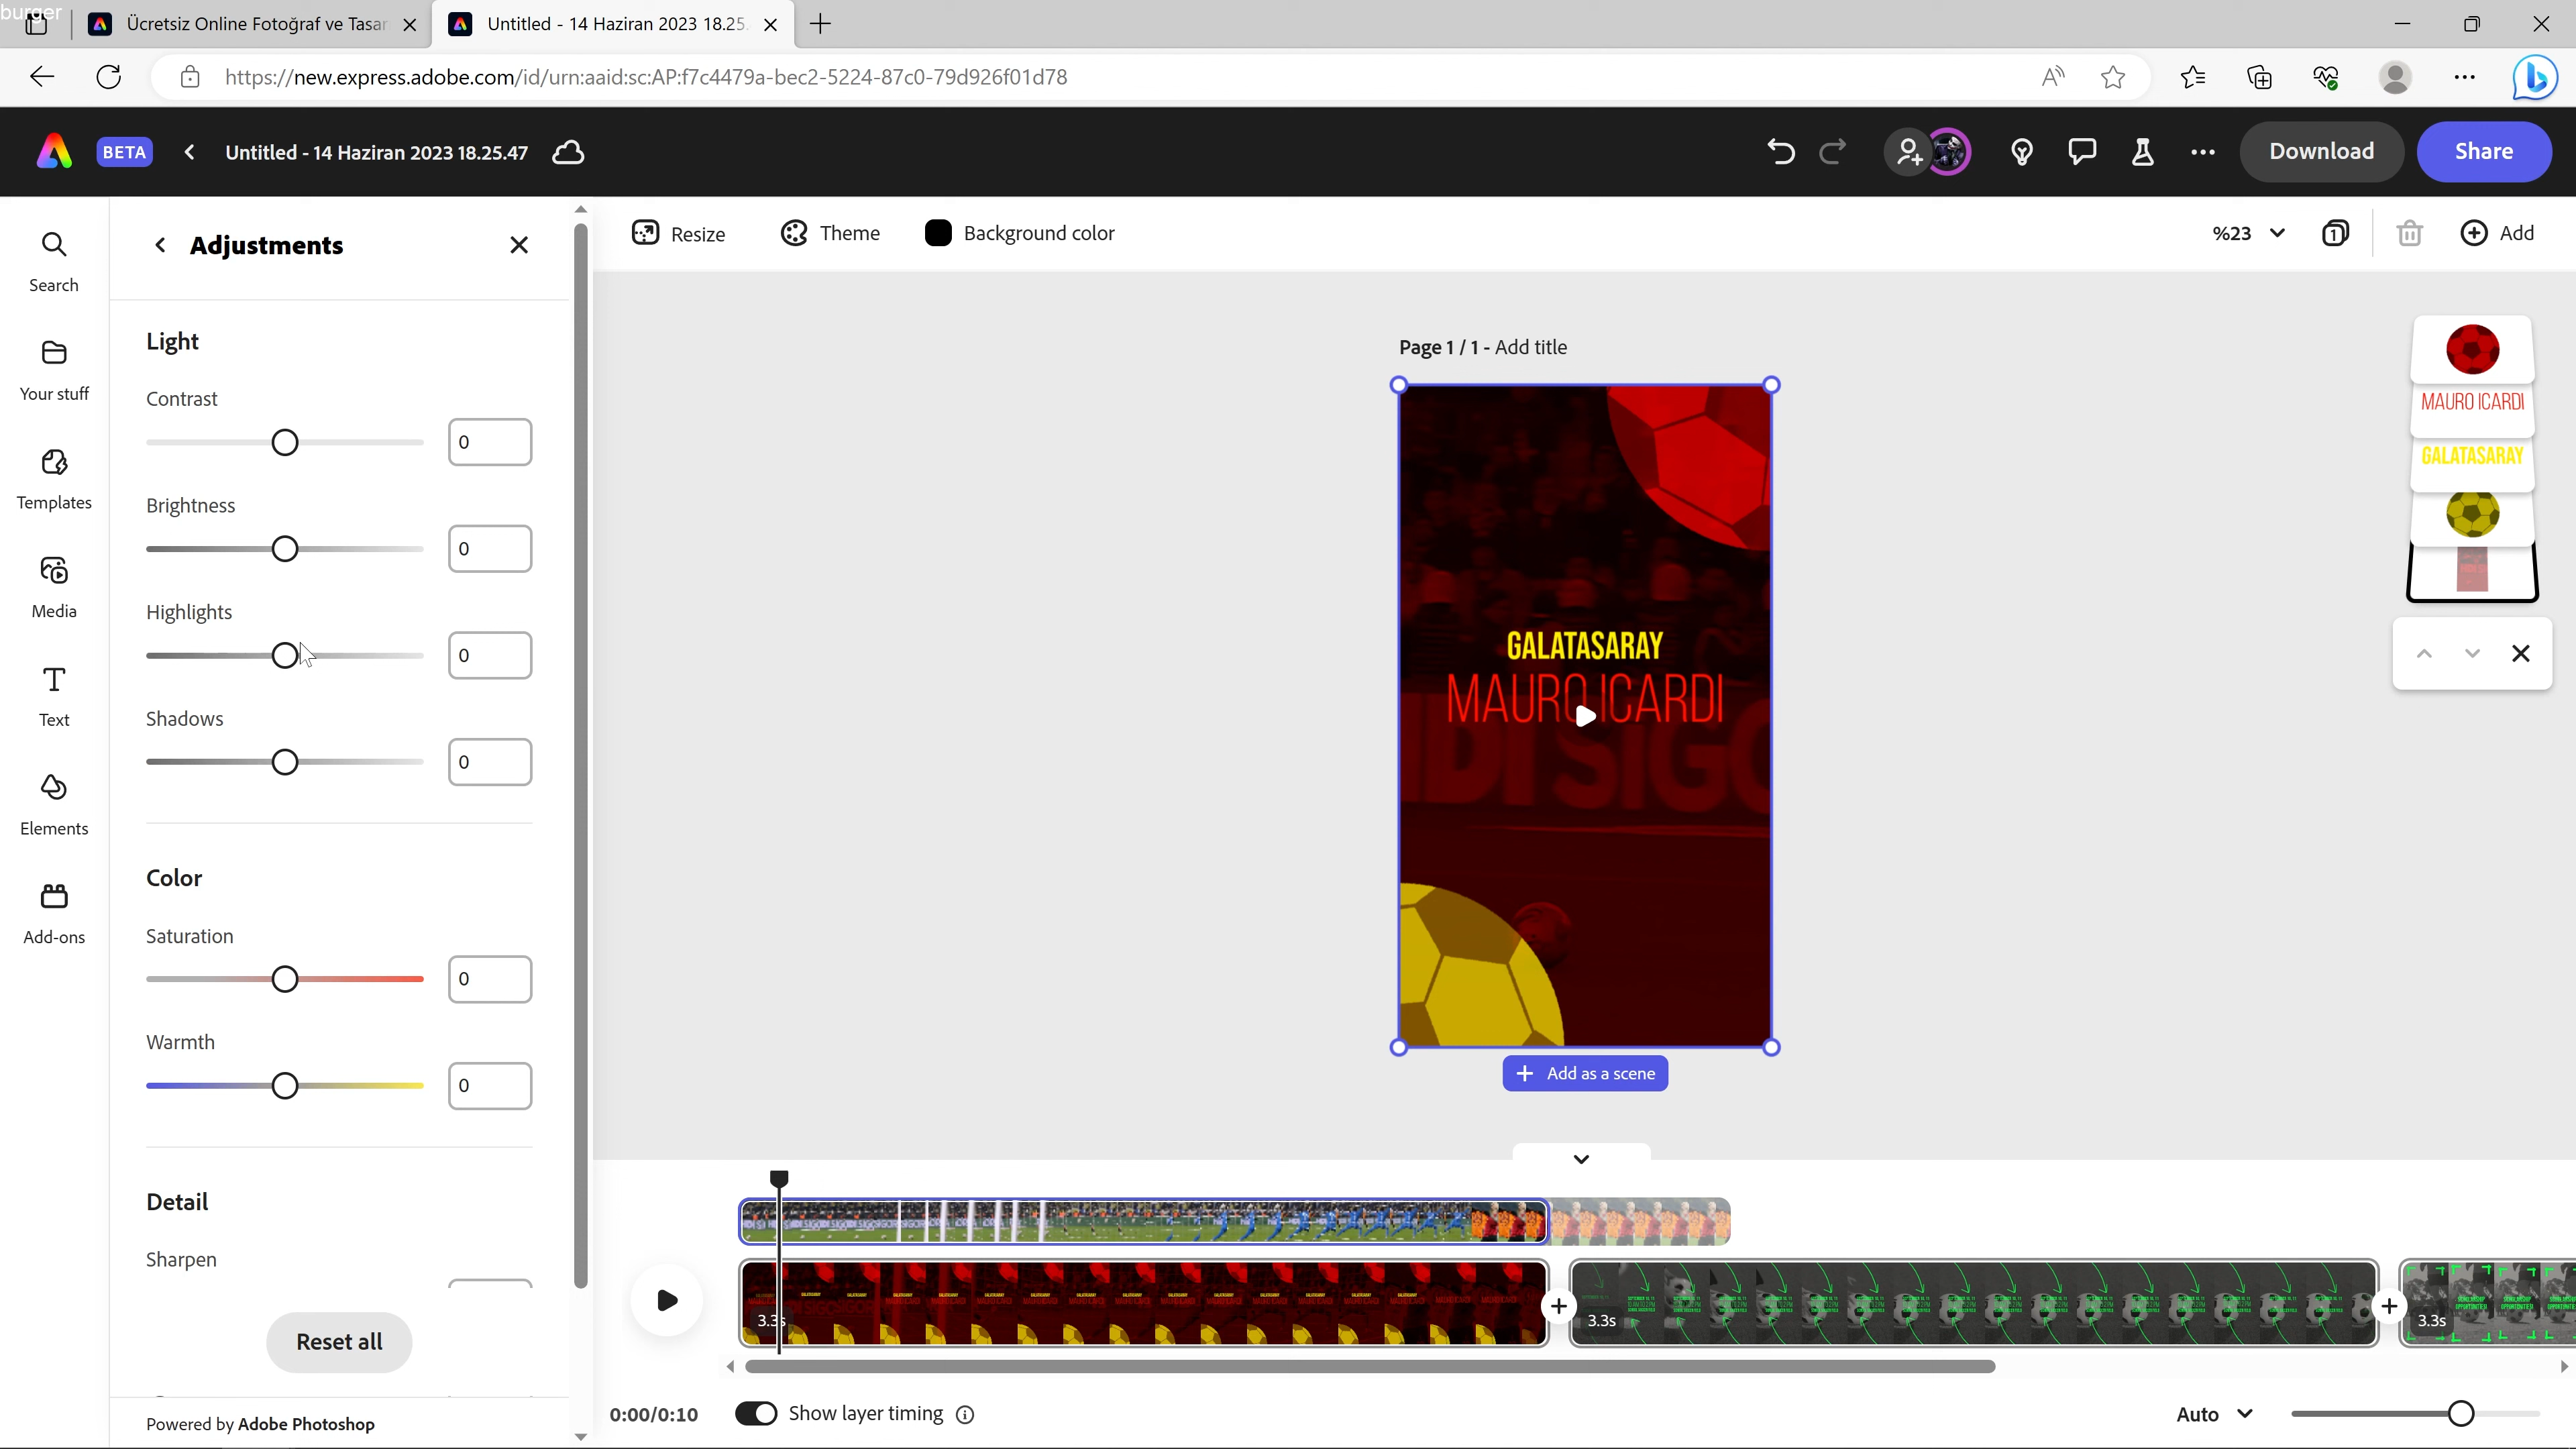 burger
Ücretsiz Online Fotoğraf ve Tasar
Untitled - 14 Haziran 2023 18.25.
https://new.express.adobe.com/id/urn:aaid:sc:AP:f7c4479a-bec2-5224-87c0-79d926f01d78
BETA
Untitled - 14 Haziran 2023 18.25.47
Download
Share
Search
Your stuff
Templates
Media
Text
Elements
Add-ons
Adjustments
Light
Contrast
0
Brightness
0
Highlights
0
Shadows
0
Color
Saturation
0
Warmth
0
Detail
Sharpen
Reset all
Powered by Adobe Photoshop
Resize
Theme
Background color
%23
1
Add
Page 1 / 1 - Add title
GALATASARAY
MAURO ICARDI
DI SIGO
Add as a scene
MAURO ICARDI
GALATASARAY
3.3s
3.3s
3.3s
0:00/0:10
Show layer timing
Auto